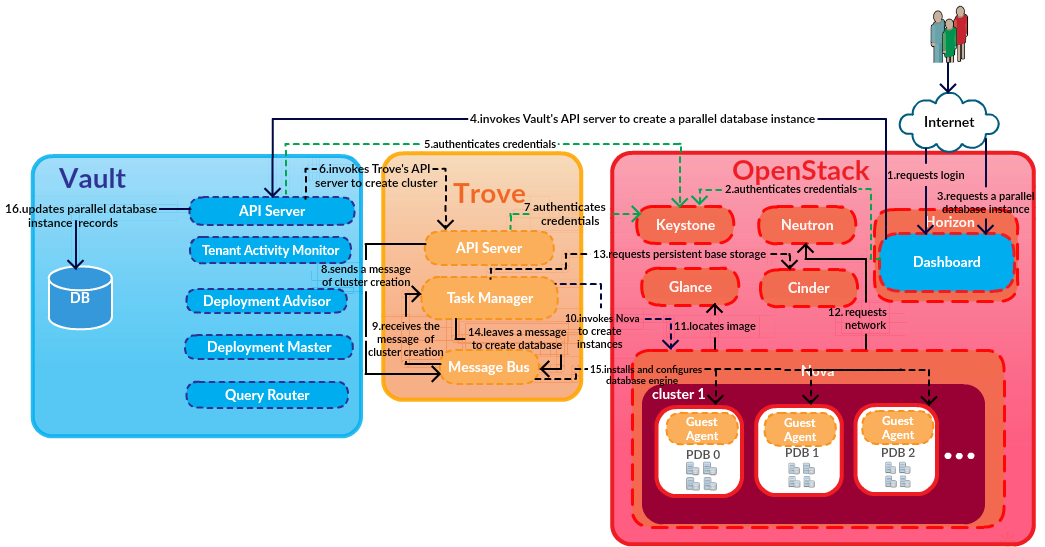 Internet
4.invokes Vault's API server to create a parallel database instance
5.authenticates credentials
1.requests login
Vault
6.invokes Trove's API
server to create cluster
Trove
OpenStack
2.authenticates credentials
3.requests a parallel
database instance
16.updates parallel database
instance records
API Server
7 authenticates
credentials
Keystone
Neutron
Horizon
Dashboard
Tenant Activity Monitor
API Server
13.requests persistent base storage
8.sends a message
of cluster creation
DB
Deployment Advisor
Task Manager
Glance
Cinder
9.receives the
message of
cluster creation
14.leaves a message
to create database
10.invokes Nova
to create
instances
11.locates image
12.requests
network
Deployment Master
Message Bus
15.installs and configures
database engine
Nova
Query Router
cluster 1
Guest
Agent
PDB 0
Guest
Agent
PDB 1
Guest
Agent
PDB 2